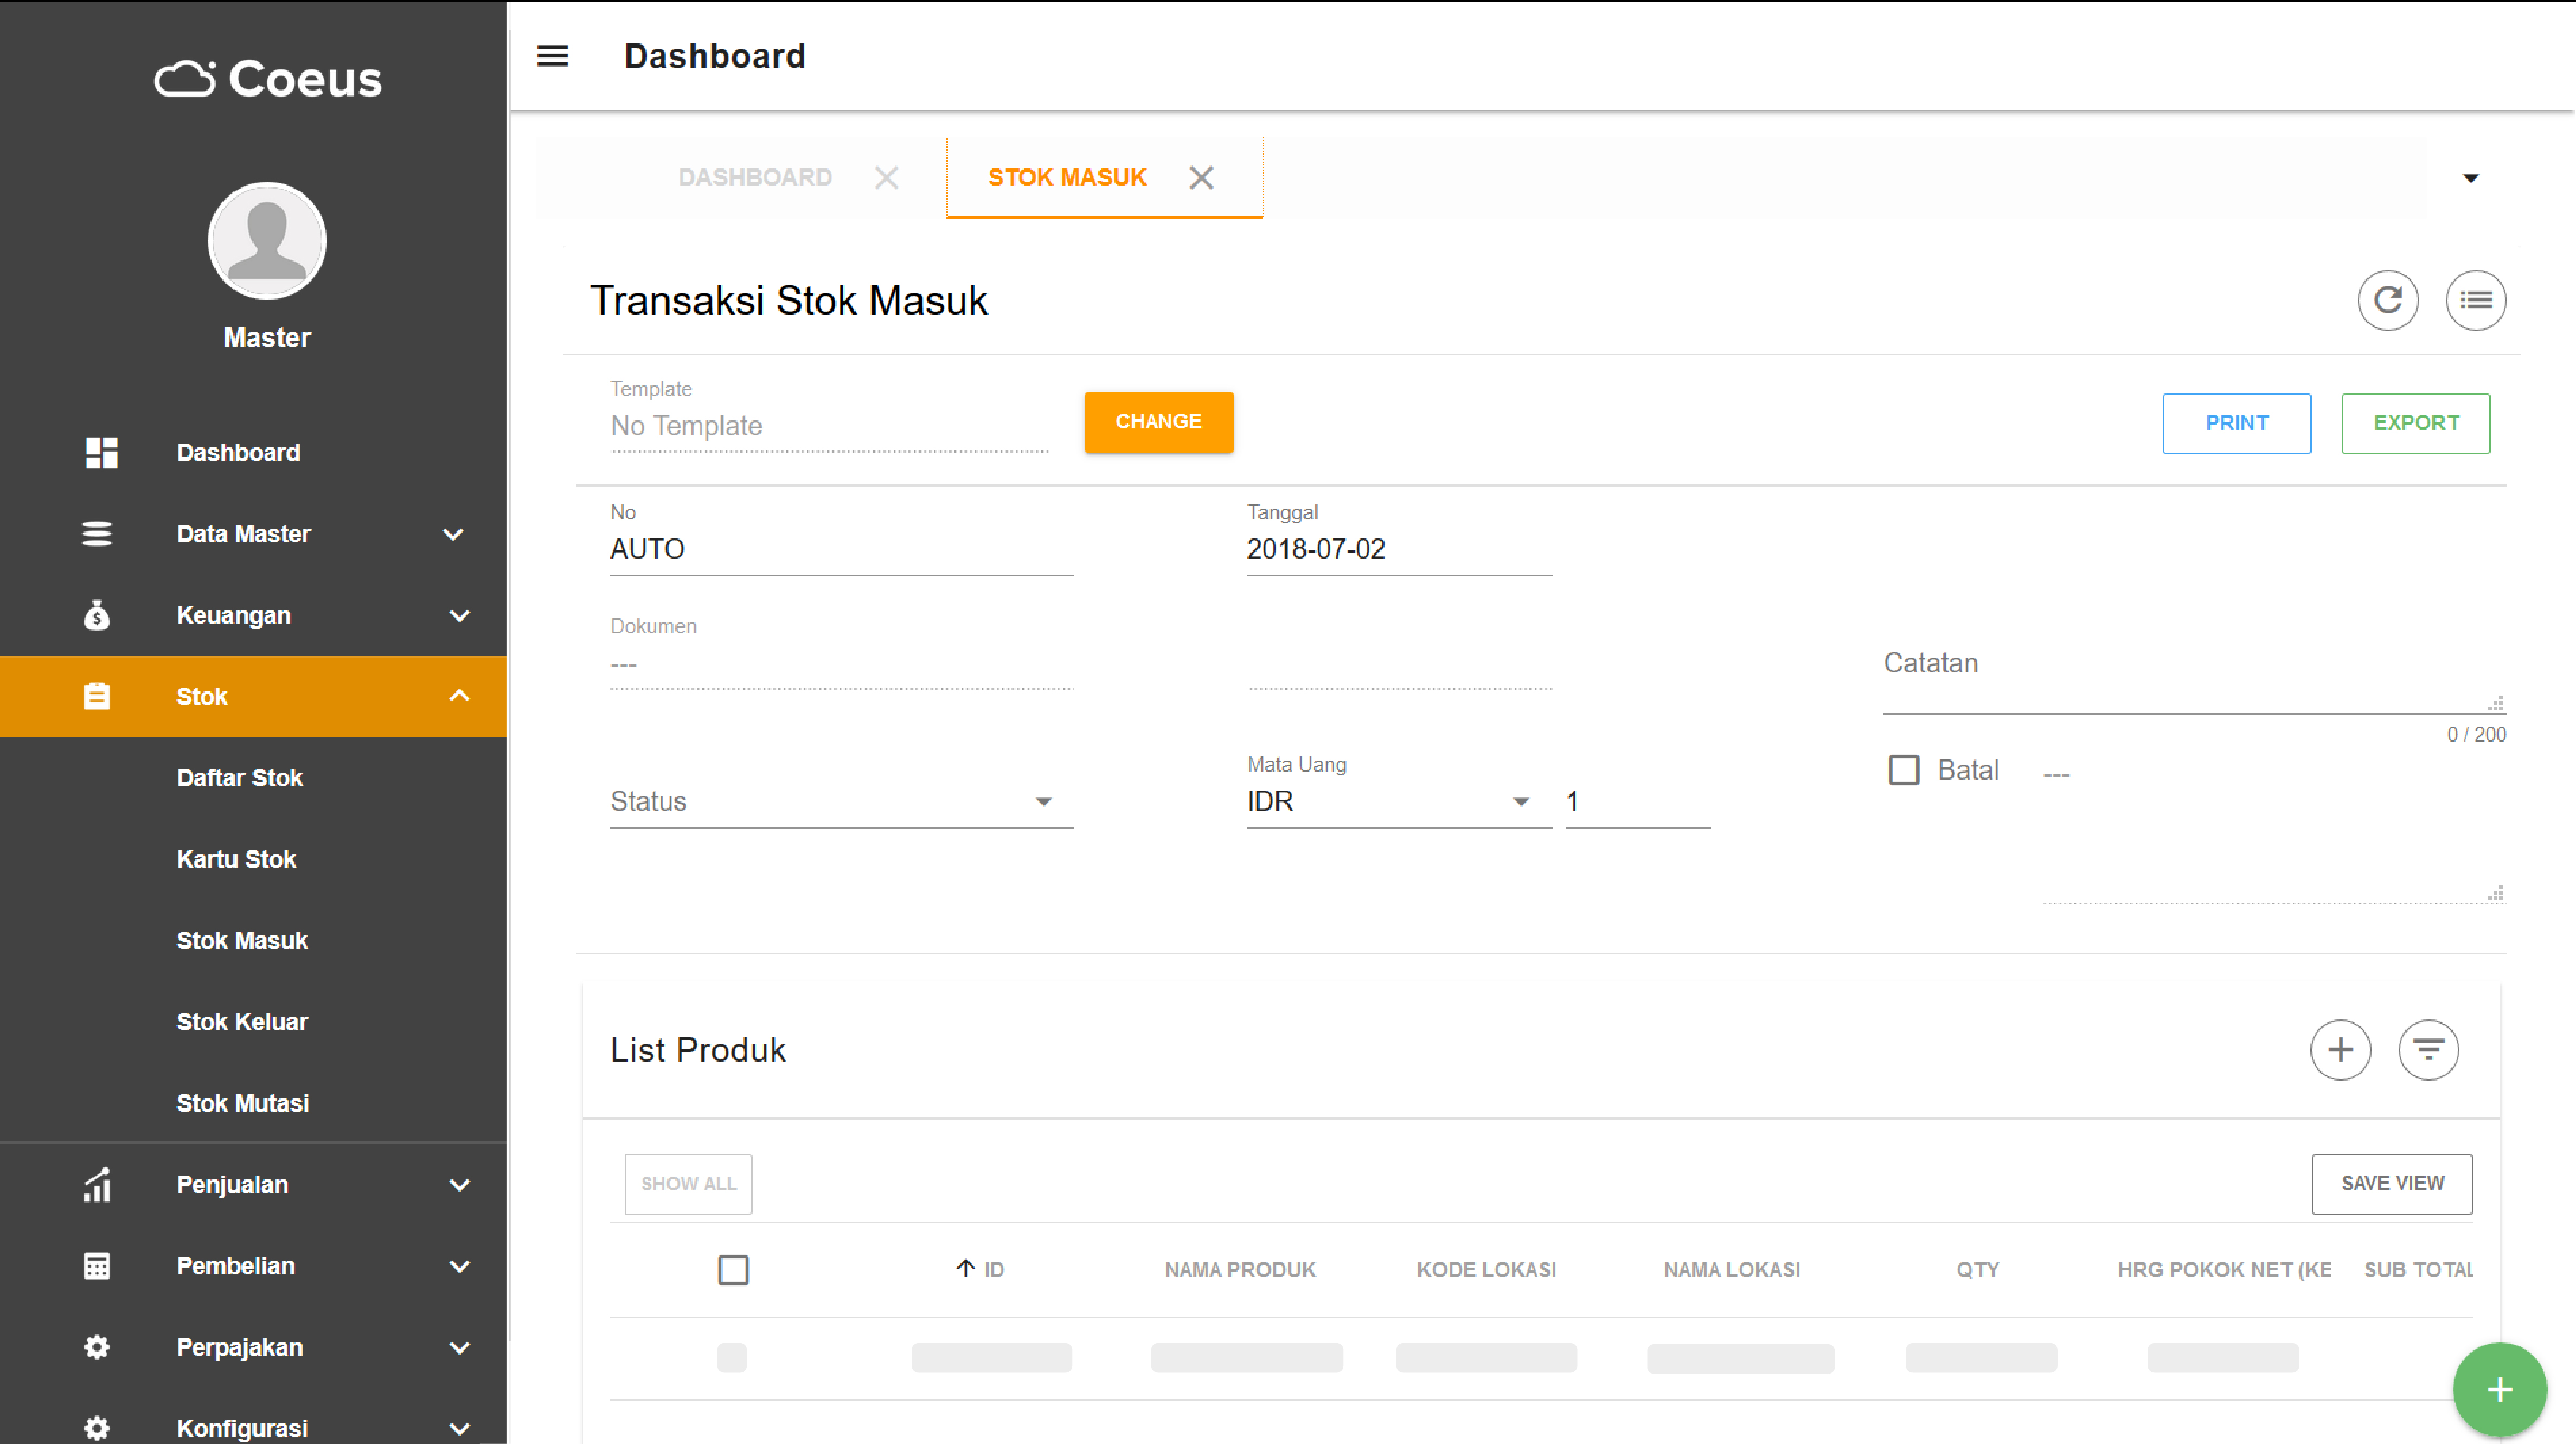 Coeus
Master
Dashboard
Data Master
Keuangan
Stok
Daftar Stok
Kartu Stok
Stok Masuk
Stok Keluar
Stok Mutasi
Penjualan
Pembelian
Perpajakan
Konfigurasi
Dashboard
DASHBOARD STOK MASUK
Transaksi Stok Masuk
Template
No Template
CHANGE
PRINT EXPORT
No
AUTO
Tanggal
2018-07-02
Dokumen
---
Catatan
0 / 200
Status
Mata Uang
IDR
1
Batal ---
List Produk
SHOW ALL
SAVE VIEW
ID NAMA PRODUK KODE LOKASI NAMA LOKASI QTY HRG POKOK NET (KE SUB TOTAL